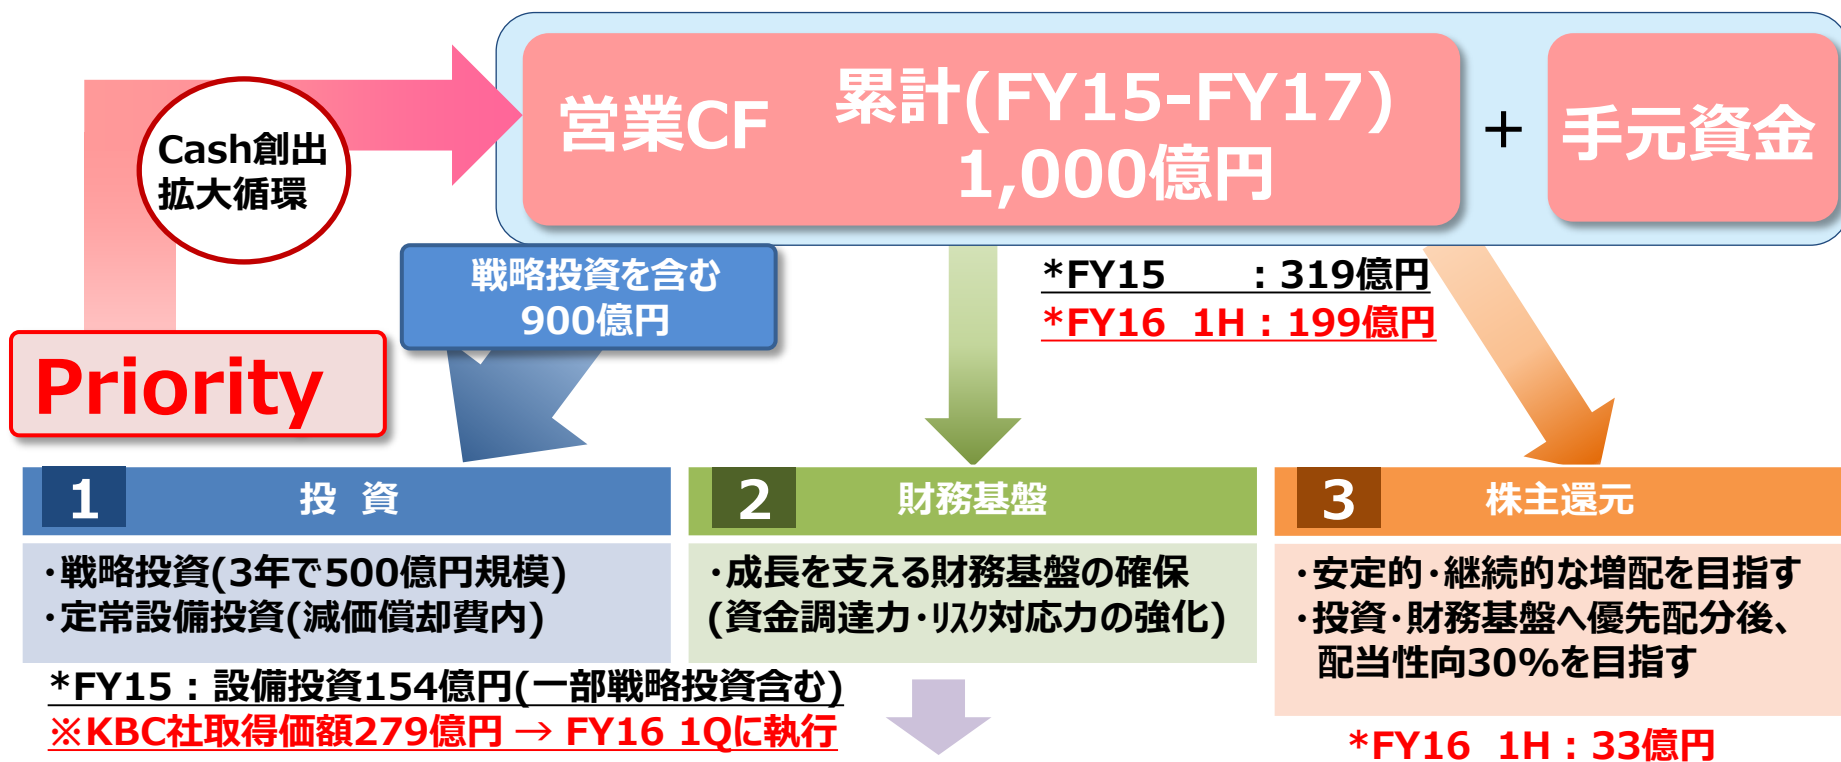 Cash創出
拡大循環
営業CF
累計(FY15-FY17)
1,000億円
+
手元資金
戦略投資を含む
900億円
*FY15 : 319億円
*FY16 1H : 199億円
Priority
1 投 資
・戦略投資(3年で500億円規模)
・定常設備投資(減価償却費内)
*FY15 : 設備投資154億円(一部戦略投資含む)
※KBC社取得価額279億円 → FY16 1Qに執行
2 財務基盤
・成長を支える財務基盤の確保
(資金調達力・リスク対応力の強化)
3 株主還元
・安定的・継続的な増配を目指す
・投資・財務基盤へ優先配分後、
配当性向30%を目指す
*FY16 1H : 33億円